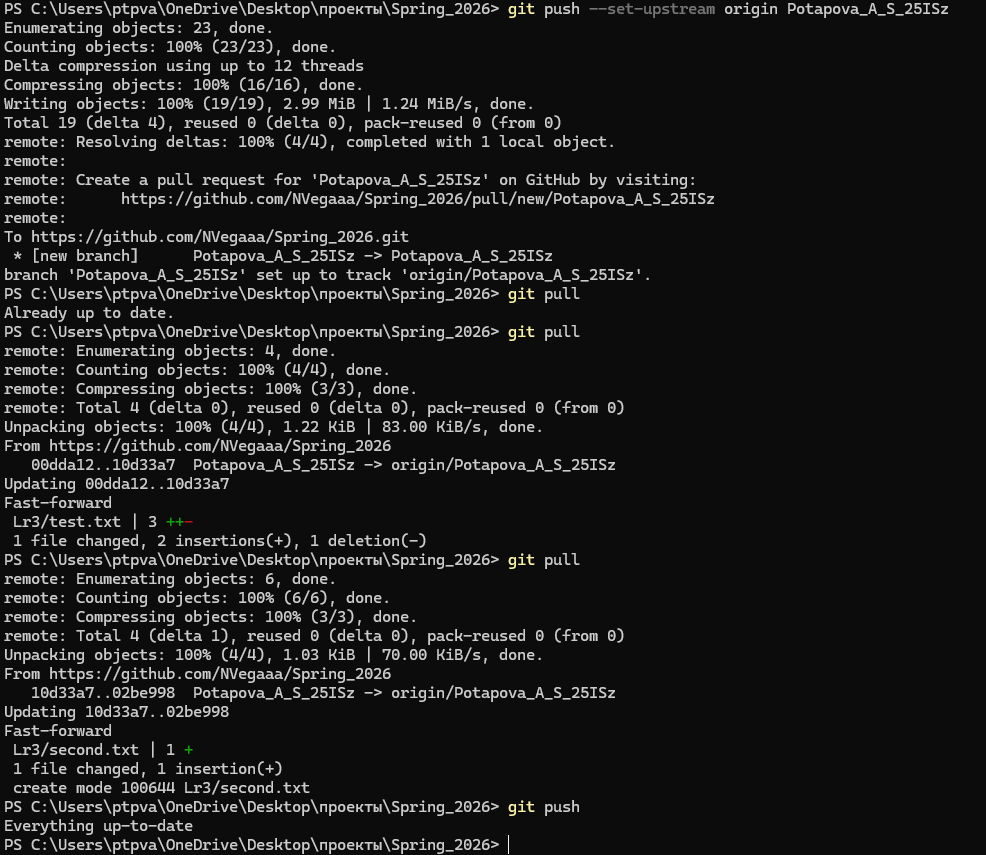 PS C:\Users\ptpva\OneDrive\Desktop\проекты\Spring_2026> git push --set-upstream origin Potapova_A_S_25ISz
Enumerating objects: 23, done.
Counting objects: 100% (23/23), done.
Delta compression using up to 12 threads
Compressing objects: 100% (16/16), done.
Writing objects: 100% (19/19), 2.99 MiB | 1.24 MiB/s, done.
Total 19 (delta 4), reused 0 (delta 0), pack-reused 0 (from 0)
remote: Resolving deltas: 100% (4/4), completed with 1 local object.
remote:
remote: Create a pull request for 'Potapova_A_S_25ISz' on GitHub by visiting:
remote:      https://github.com/NVegaaa/Spring_2026/pull/new/Potapova_A_S_25ISz
remote:
To https://github.com/NVegaaa/Spring_2026.git
 * [new branch]      Potapova_A_S_25ISz -> Potapova_A_S_25ISz
branch 'Potapova_A_S_25ISz' set up to track 'origin/Potapova_A_S_25ISz'.
PS C:\Users\ptpva\OneDrive\Desktop\проекты\Spring_2026> git pull
Already up to date.
PS C:\Users\ptpva\OneDrive\Desktop\проекты\Spring_2026> git pull
remote: Enumerating objects: 4, done.
remote: Counting objects: 100% (4/4), done.
remote: Compressing objects: 100% (3/3), done.
remote: Total 4 (delta 0), reused 0 (delta 0), pack-reused 0 (from 0)
Unpacking objects: 100% (4/4), 1.22 KiB | 83.00 KiB/s, done.
From https://github.com/NVegaaa/Spring_2026
   00dda12..10d33a7  Potapova_A_S_25ISz -> origin/Potapova_A_S_25ISz
Updating 00dda12..10d33a7
Fast-forward
 Lr3/test.txt | 3 ++-
 1 file changed, 2 insertions(+), 1 deletion(-)
PS C:\Users\ptpva\OneDrive\Desktop\проекты\Spring_2026> git pull
remote: Enumerating objects: 6, done.
remote: Counting objects: 100% (6/6), done.
remote: Compressing objects: 100% (3/3), done.
remote: Total 4 (delta 1), reused 0 (delta 0), pack-reused 0 (from 0)
Unpacking objects: 100% (4/4), 1.03 KiB | 70.00 KiB/s, done.
From https://github.com/NVegaaa/Spring_2026
   10d33a7..02be998  Potapova_A_S_25ISz -> origin/Potapova_A_S_25ISz
Updating 10d33a7..02be998
Fast-forward
 Lr3/second.txt | 1 +
 1 file changed, 1 insertion(+)
 create mode 100644 Lr3/second.txt
PS C:\Users\ptpva\OneDrive\Desktop\проекты\Spring_2026> git push
Everything up-to-date
PS C:\Users\ptpva\OneDrive\Desktop\проекты\Spring_2026>